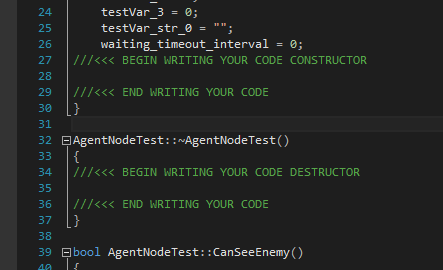 24 testVar_3 = 0;
25 testVar_str_0 = "";
26 waiting_timeout_interval = 0;
27 ///<<< BEGIN WRITING YOUR CODE CONSTRUCTOR
28
29 ///<<< END WRITING YOUR CODE
30 }
31
32 AgentNodeTest::~AgentNodeTest()
33 {
34 ///<<< BEGIN WRITING YOUR CODE DESTRUCTOR
35
36 ///<<< END WRITING YOUR CODE
37 }
38
39 bool AgentNodeTest::CanSeeEnemy()
40 {